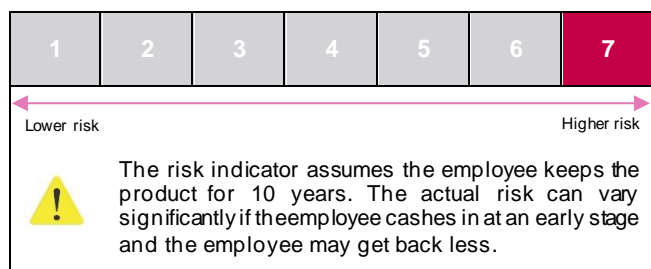 1 2 3 4 5 6 7
Lower risk Higher risk
The risk indicator assumes the employee keeps the
product for 10 years. The actual risk can vary
significantly if theemployee cashes in at an early stage
and the employee may get back less.